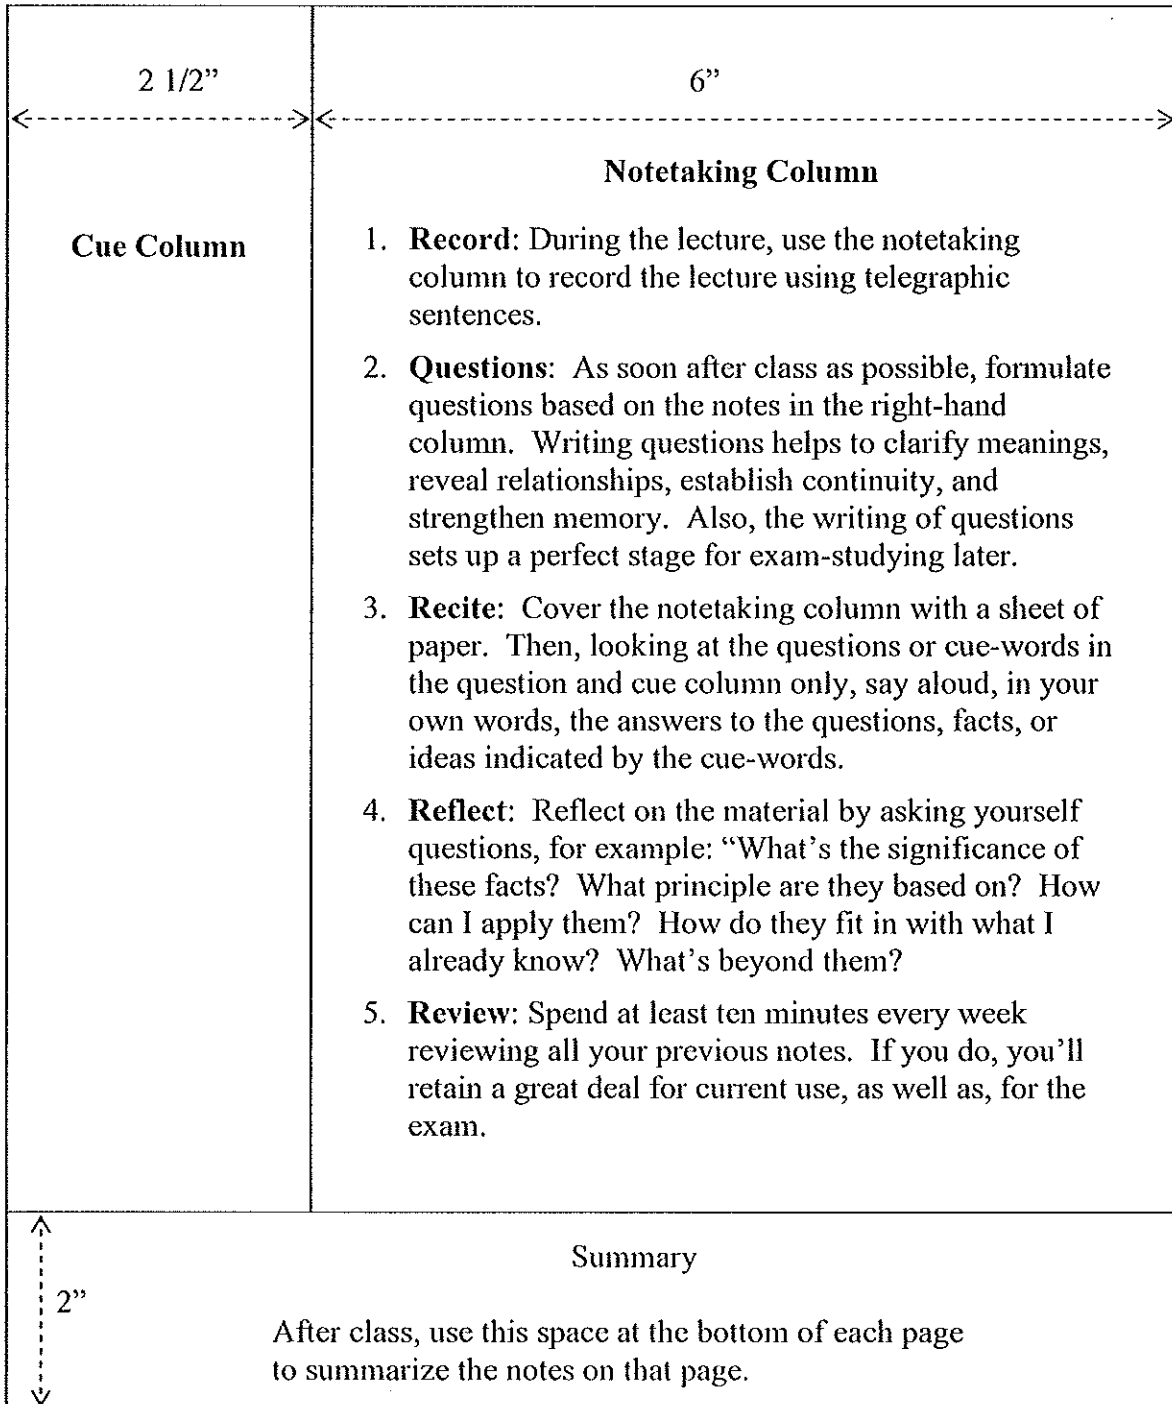 2 1/2”
6”
Notetaking Column
Cue Column
1. Record: During the lecture, use the notetaking
column to record the lecture using telegraphic
sentences.
2. Questions:  As soon after class as possible, formulate
questions based on the notes in the right-hand
column.  Writing questions helps to clarify meanings,
reveal relationships, establish continuity, and
strengthen memory.  Also, the writing of questions
sets up a perfect stage for exam-studying later.
3. Recite:  Cover the notetaking column with a sheet of
paper.  Then, looking at the questions or cue-words in
the question and cue column only, say aloud, in your
own words, the answers to the questions, facts, or
ideas indicated by the cue-words.
4. Reflect:  Reflect on the material by asking yourself
questions, for example: “What’s the significance of
these facts?  What principle are they based on?  How
can I apply them?  How do they fit in with what I
already know?  What’s beyond them?
5. Review: Spend at least ten minutes every week
reviewing all your previous notes.  If you do, you’ll
retain a great deal for current use, as well as, for the
exam.
Summary
2”
After class, use this space at the bottom of each page
to summarize the notes on that page.